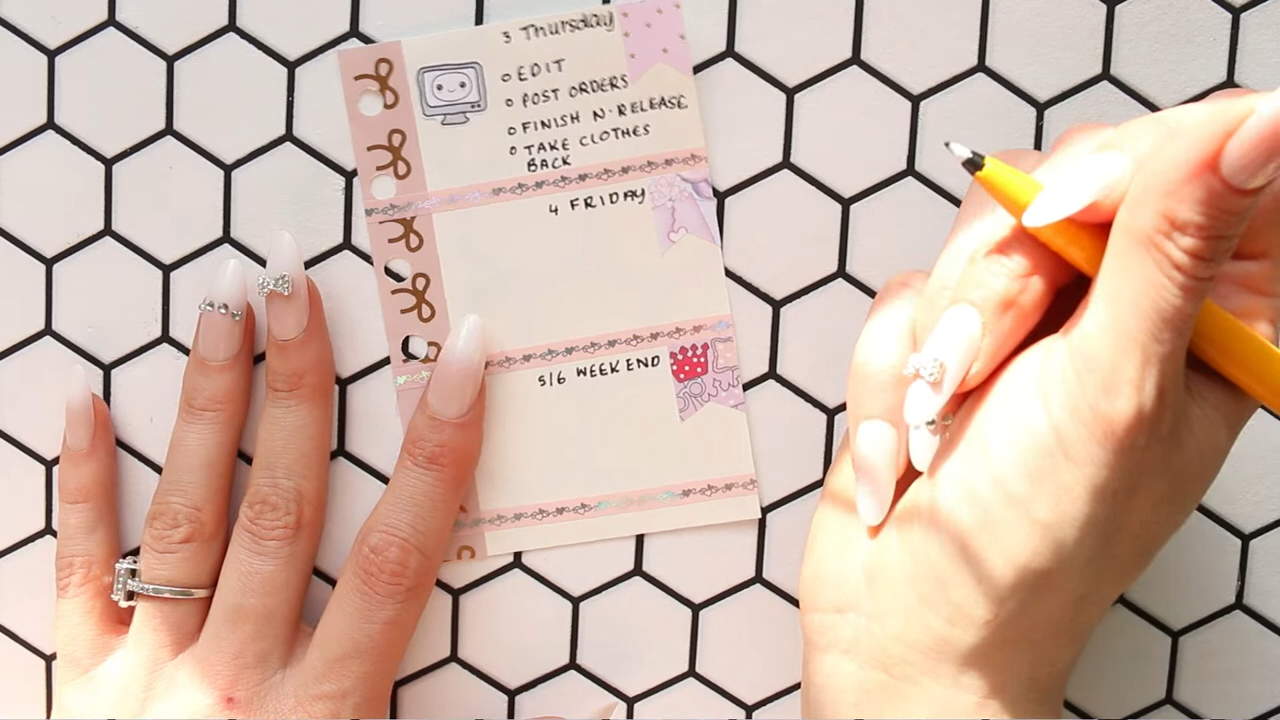 3 Thursday
o EDIT
o POST ORDERS
o FINISH N·RELEASE
o TAKE CLOTHES
BACK
4 FRIDAY
5/6 WEEKEND